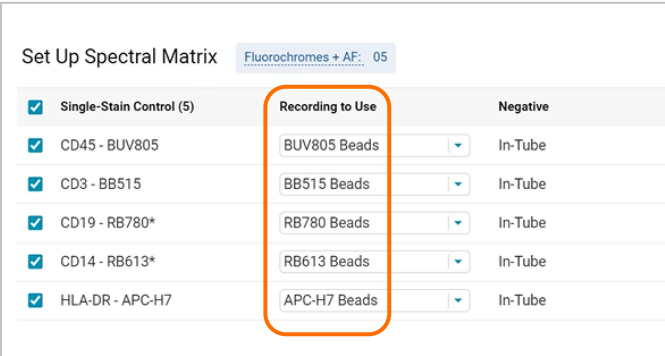 Set Up Spectral Matrix Fluorochromes + AF: 05
Single-Stain Control (5) Recording to Use Negative
CD45 - BUV805 BUV805 Beads In-Tube
CD3 - BB515 BB515 Beads In-Tube
CD19 - RB780* RB780 Beads In-Tube
CD14 - RB613* RB613 Beads In-Tube
HLA-DR - APC-H7 APC-H7 Beads In-Tube